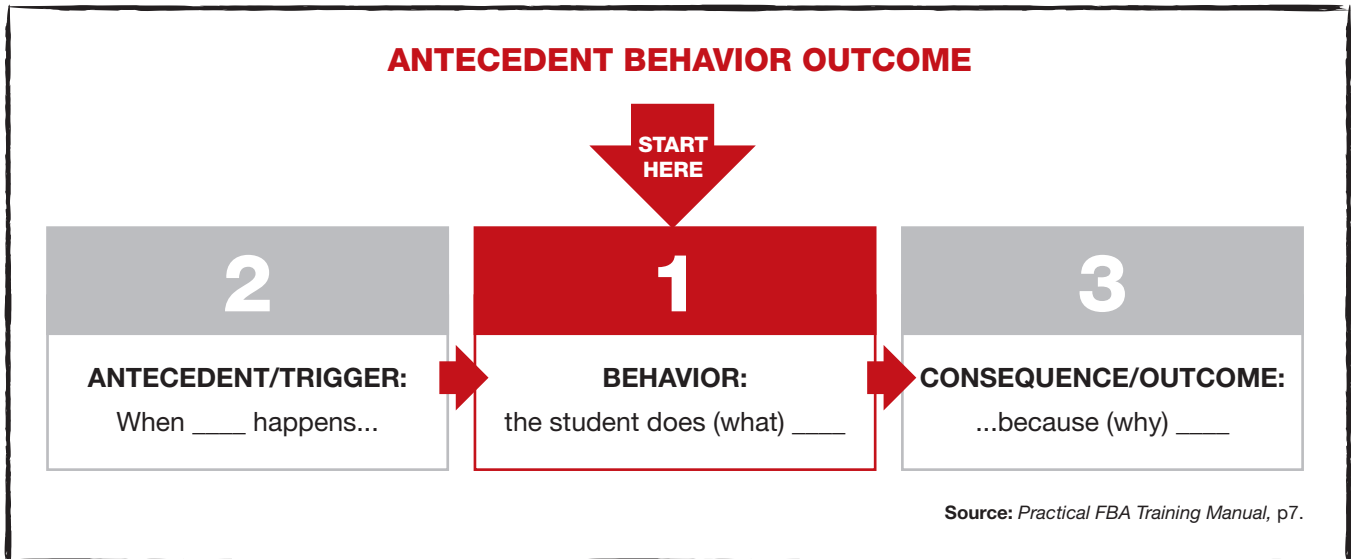 ANTECEDENT BEHAVIOR OUTCOME
START
HERE
2
ANTECEDENT/TRIGGER:
When ____ happens...
1
BEHAVIOR:
the student does (what) ____
3
CONSEQUENCE/OUTCOME:
...because (why) ____
Source: Practical FBA Training Manual, p7.